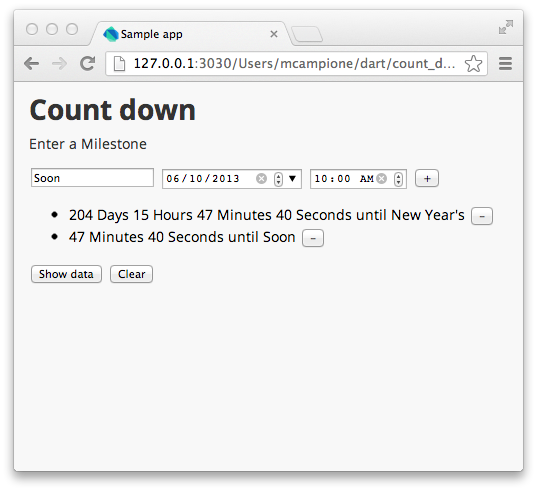 Sample app
127.0.0.1:3030/Users/mcampione/dart/count_d...
Count down
Enter a Milestone
Soon 06/10/2013 10:00 AM +
204 Days 15 Hours 47 Minutes 40 Seconds until New Year's -
47 Minutes 40 Seconds until Soon -
Show data Clear